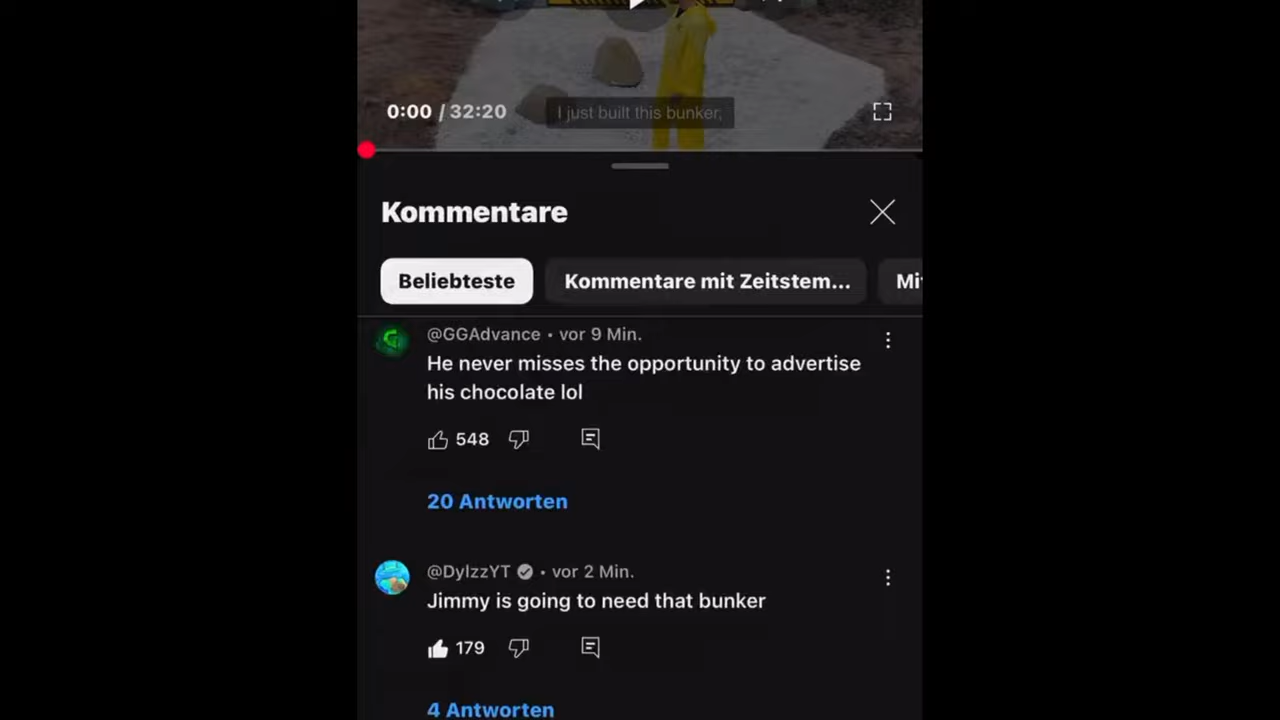 0:00 / 32:20
I just built this bunker,
Kommentare
Beliebteste
Kommentare mit Zeitstem...
Mi
@GGAdvance • vor 9 Min.
He never misses the opportunity to advertise
his chocolate lol
548
20 Antworten
@DylzzYT • vor 2 Min.
Jimmy is going to need that bunker
179
4 Antworten